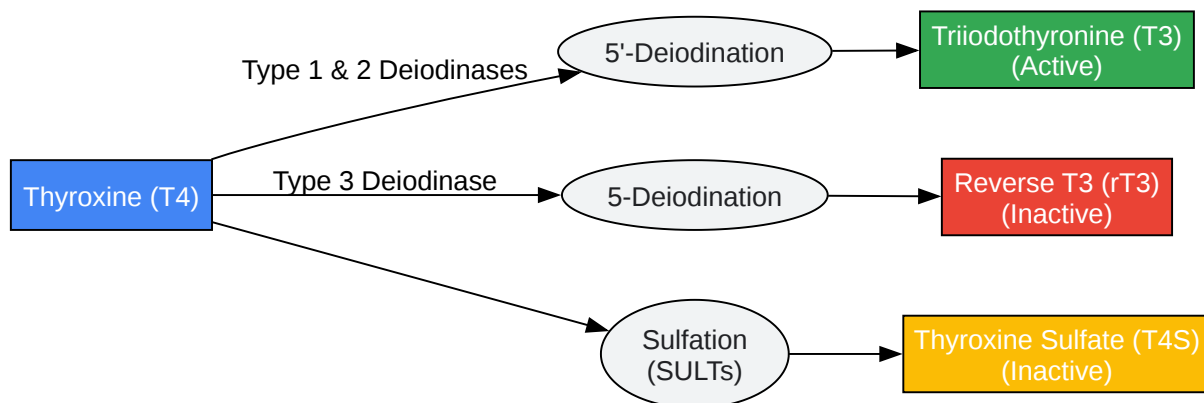 Thyroxine (T4)
Type 1 & 2 Deiodinases
5'-Deiodination
Triiodothyronine (T3)
(Active)
Type 3 Deiodinase
5-Deiodination
Reverse T3 (rT3)
(Inactive)
Sulfation
(SULTs)
Thyroxine Sulfate (T4S)
(Inactive)